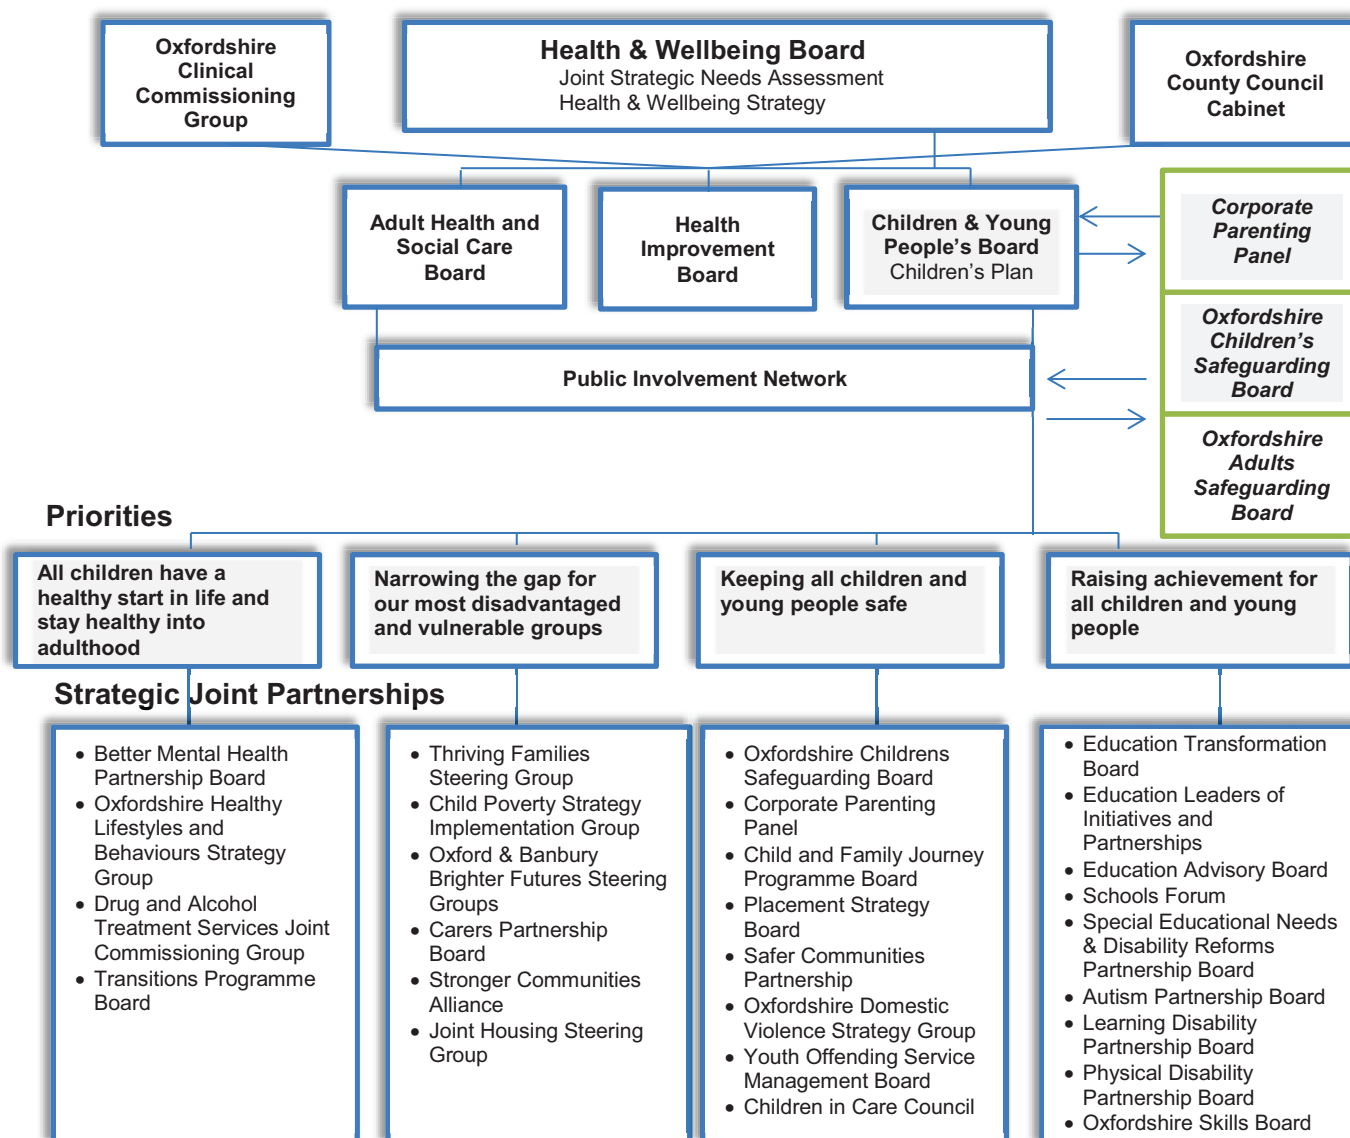 Oxfordshire
Clinical
Commissioning
Group
Health & Wellbeing Board
Joint Strategic Needs Assessment
Health & Wellbeing Strategy
Oxfordshire
County Council
Cabinet
Adult Health and
Social Care
Board
Health
Improvement
Board
Children & Young
People’s Board
Children’s Plan
Corporate
Parenting
Panel
Oxfordshire
Children’s
Safeguarding
Board
Oxfordshire
Adults
Safeguarding
Board
Public Involvement Network
Priorities
All children have a
healthy start in life and
stay healthy into
adulthood
Narrowing the gap for
our most disadvantaged
and vulnerable groups
Keeping all children and
young people safe
Raising achievement for
all children and young
people
Strategic Joint Partnerships
• Better Mental Health
Partnership Board
• Oxfordshire Healthy
Lifestyles and
Behaviours Strategy
Group
• Drug and Alcohol
Treatment Services Joint
Commissioning Group
• Transitions Programme
Board
• Thriving Families
Steering Group
• Child Poverty Strategy
Implementation Group
• Oxford & Banbury
Brighter Futures Steering
Groups
• Carers Partnership
Board
• Stronger Communities
Alliance
• Joint Housing Steering
Group
• Oxfordshire Childrens
Safeguarding Board
• Corporate Parenting
Panel
• Child and Family Journey
Programme Board
• Placement Strategy
Board
• Safer Communities
Partnership
• Oxfordshire Domestic
Violence Strategy Group
• Youth Offending Service
Management Board
• Children in Care Council
• Education Transformation
Board
• Education Leaders of
Initiatives and
Partnerships
• Education Advisory Board
• Schools Forum
• Special Educational Needs
& Disability Reforms
Partnership Board
• Autism Partnership Board
• Learning Disability
Partnership Board
• Physical Disability
Partnership Board
• Oxfordshire Skills Board